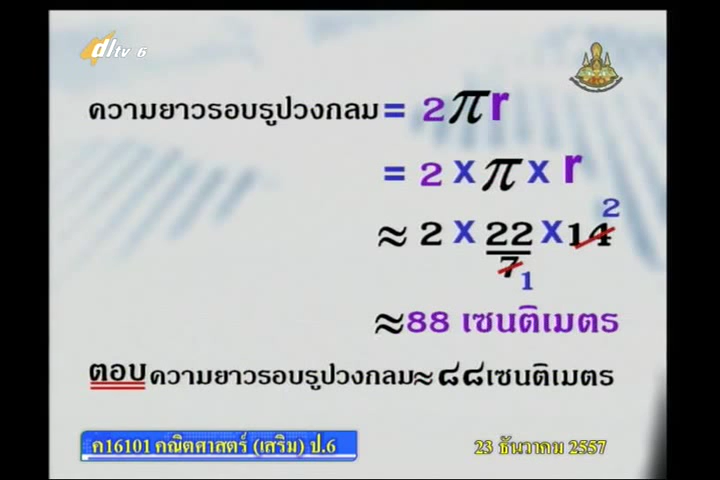 dltv 6
ความยาวรอบรูปวงกลม = 2πr
= 2 x π x r
2
≈ 2 x 22 x 14
7 1
≈ 88 เซนติเมตร
ตอบ ความยาวรอบรูปวงกลม ≈ ๘๘ เซนติเมตร
ค16101 คณิตศาสตร์ (เสริม) ป.6
23 ธันวาคม 2557